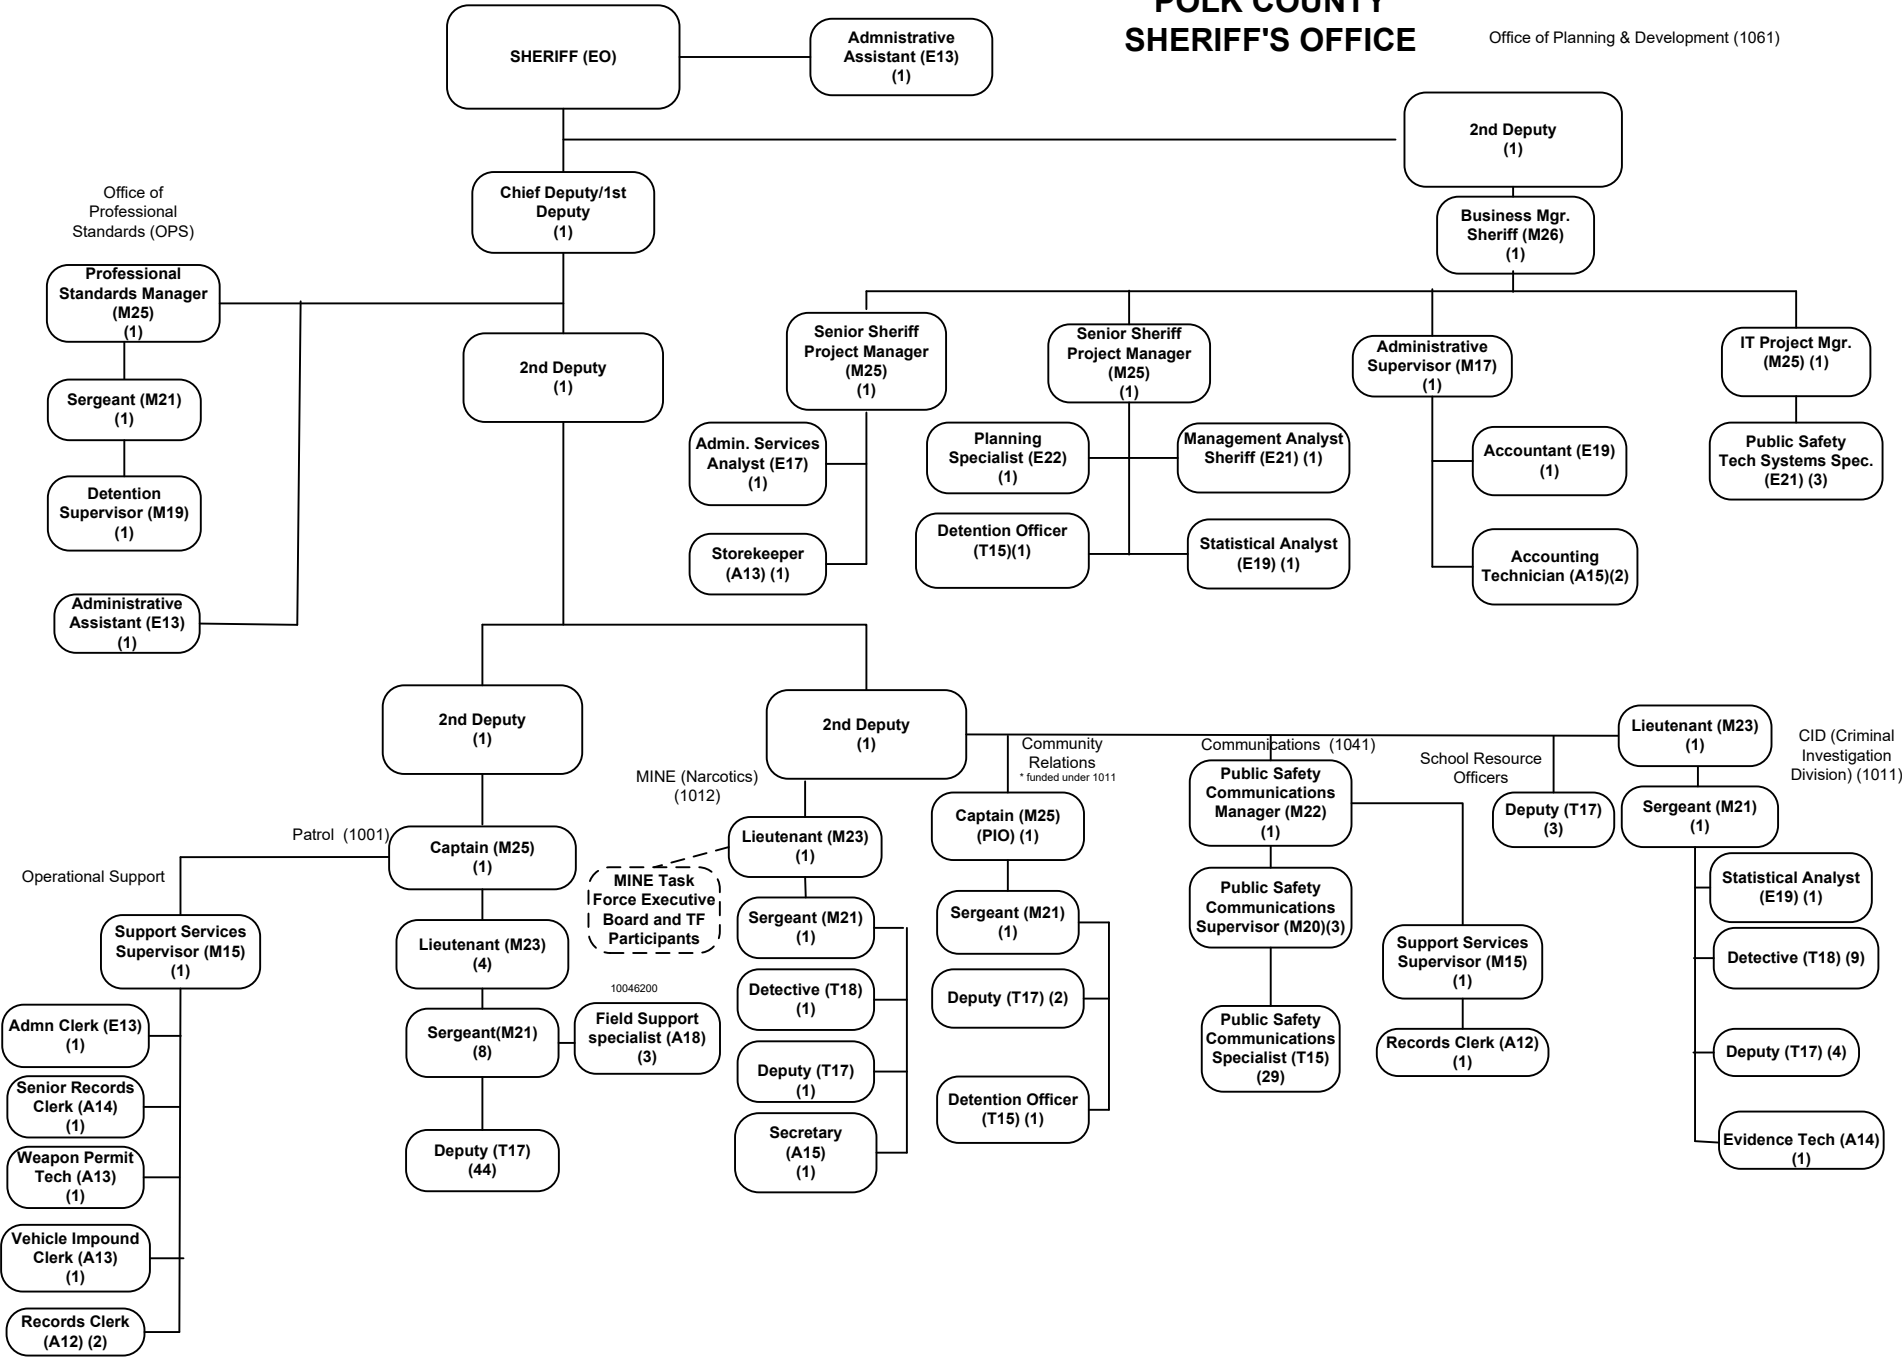 POLK COUNTY
SHERIFF'S OFFICE
Office of Planning & Development (1061)
SHERIFF (EO)
Admnistrative
Assistant (E13)
(1)
2nd Deputy
(1)
Chief Deputy/1st
Deputy
(1)
Business Mgr.
Sheriff (M26)
(1)
Office of
Professional
Standards (OPS)
Professional
Standards Manager
(M25)
(1)
Sergeant (M21)
(1)
Detention
Supervisor (M19)
(1)
Administrative
Assistant (E13)
(1)
2nd Deputy
(1)
Senior Sheriff
Project Manager
(M25)
(1)
Admin. Services
Analyst (E17)
(1)
Storekeeper
(A13) (1)
Senior Sheriff
Project Manager
(M25)
(1)
Planning
Specialist (E22)
(1)
Management Analyst
Sheriff (E21) (1)
Detention Officer
(T15)(1)
Statistical Analyst
(E19) (1)
Administrative
Supervisor (M17)
(1)
Accountant (E19)
(1)
Accounting
Technician (A15)(2)
IT Project Mgr.
(M25) (1)
Public Safety
Tech Systems Spec.
(E21) (3)
2nd Deputy
(1)
2nd Deputy
(1)
Patrol (1001)
Captain (M25)
(1)
Operational Support
Support Services
Supervisor (M15)
(1)
Admn Clerk (E13)
(1)
Senior Records
Clerk (A14)
(1)
Weapon Permit
Tech (A13)
(1)
Vehicle Impound
Clerk (A13)
(1)
Records Clerk
(A12) (2)
Lieutenant (M23)
(4)
Sergeant(M21)
(8)
10046200
Field Support
specialist (A18)
(3)
Deputy (T17)
(44)
MINE (Narcotics)
(1012)
Lieutenant (M23)
(1)
MINE Task
Force Executive
Board and TF
Participants
Sergeant (M21)
(1)
Detective (T18)
(1)
Deputy (T17)
(1)
Secretary
(A15)
(1)
Community
Relations
* funded under 1011
Captain (M25)
(PIO) (1)
Sergeant (M21)
(1)
Deputy (T17) (2)
Detention Officer
(T15) (1)
Communications (1041)
Public Safety
Communications
Manager (M22)
(1)
Public Safety
Communications
Supervisor (M20)(3)
Public Safety
Communications
Specialist (T15)
(29)
Support Services
Supervisor (M15)
(1)
Records Clerk (A12)
(1)
School Resource
Officers
Deputy (T17)
(3)
Lieutenant (M23)
(1)
CID (Criminal
Investigation
Division) (1011)
Sergeant (M21)
(1)
Statistical Analyst
(E19) (1)
Detective (T18) (9)
Deputy (T17) (4)
Evidence Tech (A14)
(1)